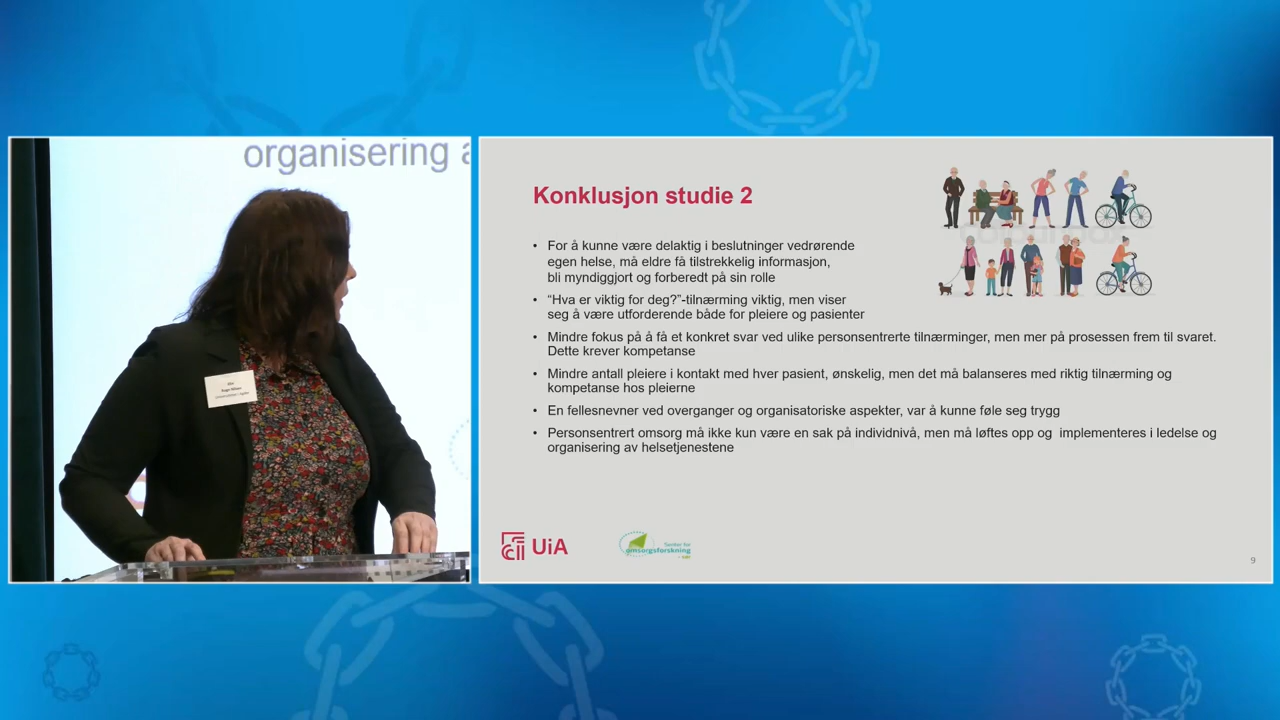 organisering
Konklusjon studie 2
• For å kunne være delaktig i beslutninger vedrørende
egen helse, må eldre få tilstrekkelig informasjon,
bli myndiggjort og forberedt på sin rolle
• “Hva er viktig for deg?”-tilnærming viktig, men viser
seg å være utforderende både for pleiere og pasienter
• Mindre fokus på å få et konkret svar ved ulike personsentrerte tilnærminger, men mer på prosessen frem til svaret.
Dette krever kompetanse
• Mindre antall pleiere i kontakt med hver pasient, ønskelig, men det må balanseres med riktig tilnærming og
kompetanse hos pleierne
• En fellesnevner ved overganger og organisatoriske aspekter, var å kunne føle seg trygg
• Personsentrert omsorg må ikke kun være en sak på individnivå, men må løftes opp og  implementeres i ledelse og
organisering av helsetjenestene
UiA
Senter for
omsorgsforskning
9